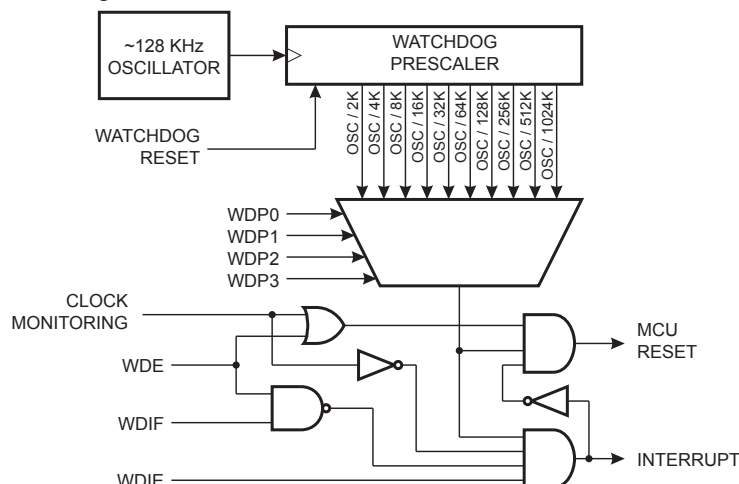 ~128 KHz
OSCILLATOR
WATCHDOG
PRESCALER
WATCHDOG
RESET
OSC / 2K
OSC / 4K
OSC / 8K
OSC / 16K
OSC / 32K
OSC / 64K
OSC / 128K
OSC / 256K
OSC / 512K
OSC / 1024K
WDP0
WDP1
WDP2
WDP3
CLOCK
MONITORING
MCU
RESET
WDE
WDIF
INTERRUPT
WDIE